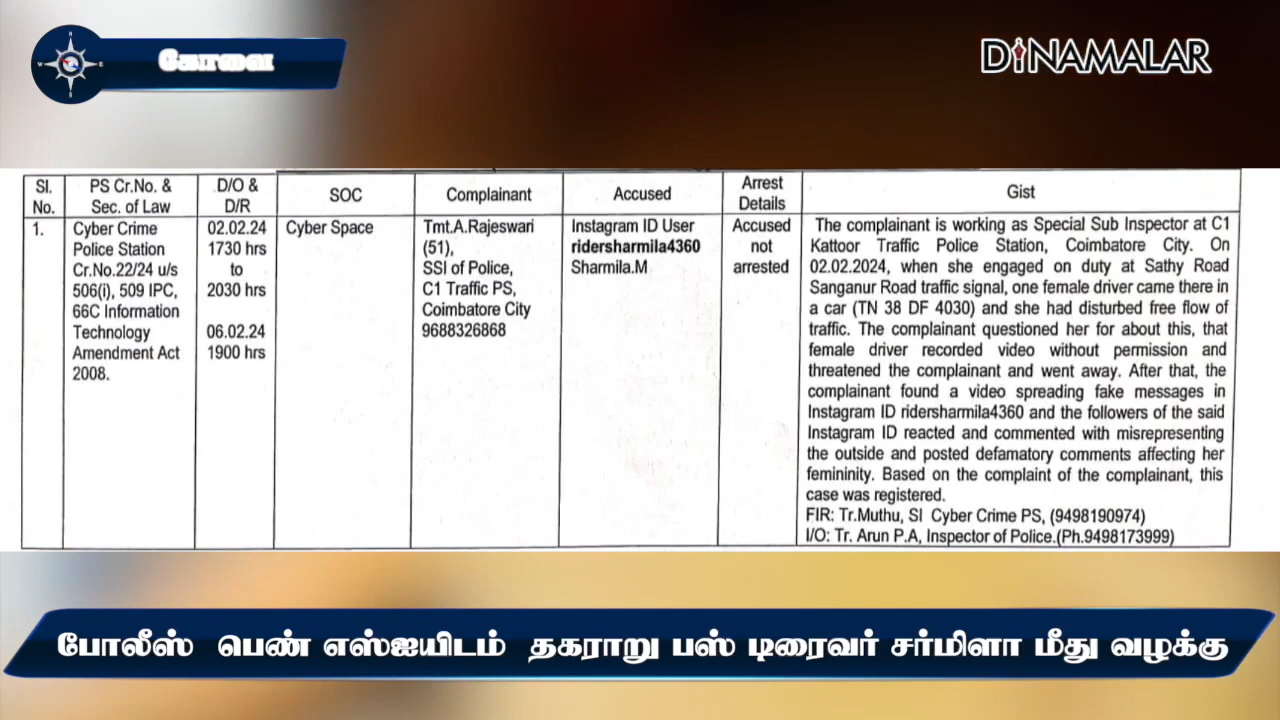 N
W
E
S
கோவை
DINAMALAR
Sl. No.
PS Cr.No. & Sec. of Law
D/O & D/R
SOC
Complainant
Accused
Arrest Details
Gist
1.
Cyber Crime
Police Station
Cr.No.22/24 u/s
506(i), 509 IPC,
66C Information
Technology
Amendment Act
2008.
02.02.24
1730 hrs
to
2030 hrs
06.02.24
1900 hrs
Cyber Space
Tmt.A.Rajeswari
(51),
SSI of Police,
C1 Traffic PS,
Coimbatore City
9688326868
Instagram ID User
ridersharmila4360
Sharmila.M
Accused
not
arrested
The complainant is working as Special Sub Inspector at C1
Kattoor Traffic Police Station, Coimbatore City. On
02.02.2024, when she engaged on duty at Sathy Road
Sanganur Road traffic signal, one female driver came there in
a car (TN 38 DF 4030) and she had disturbed free flow of
traffic. The complainant questioned her for about this, that
female driver recorded video without permission and
threatened the complainant and went away. After that, the
complainant found a video spreading fake messages in
Instagram ID ridersharmila4360 and the followers of the said
Instagram ID reacted and commented with misrepresenting
the outside and posted defamatory comments affecting her
femininity. Based on the complaint of the complainant, this
case was registered.
FIR: Tr.Muthu, SI Cyber Crime PS, (9498190974)
I/O: Tr. Arun P.A, Inspector of Police.(Ph.9498173999)
போலீஸ் பெண் எஸ்ஐயிடம் தகராறு பஸ் டிரைவர் சர்மிளா மீது வழக்கு